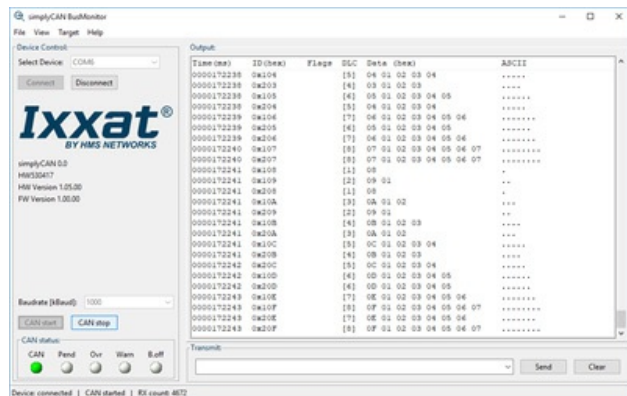 simplyCAN BusMonitor
File View Target Help
Device Control:
Select Device: COM6
Connect Disconnect
Ixxat®
BY HMS NETWORKS
simplyCAN 0.0
HW530417
HW Version 1.05.00
FW Version 1.00.00
Baudrate [kBaud]: 1000
CAN start CAN stop
CAN status:
CAN Pend Ovr Warn B.off
Output:
Time(ms) ID(hex) Flags DLC Data (hex) ASCII
0000172238 0x104 [5] 04 01 02 03 04 .....
0000172238 0x203 [4] 03 01 02 03 ....
0000172238 0x105 [6] 05 01 02 03 04 05 ......
0000172238 0x204 [5] 04 01 02 03 04 .....
0000172239 0x106 [7] 06 01 02 03 04 05 06 .......
0000172239 0x205 [6] 05 01 02 03 04 05 ......
0000172239 0x206 [7] 06 01 02 03 04 05 06 .......
0000172240 0x107 [8] 07 01 02 03 04 05 06 07 ........
0000172240 0x207 [8] 07 01 02 03 04 05 06 07 ........
0000172241 0x108 [1] 08 .
0000172241 0x109 [2] 09 01 ..
0000172241 0x208 [1] 08 .
0000172241 0x10A [3] 0A 01 02 ...
0000172241 0x209 [2] 09 01 ..
0000172241 0x10B [4] 0B 01 02 03 ....
0000172241 0x20A [3] 0A 01 02 ...
0000172241 0x10C [5] 0C 01 02 03 04 .....
0000172241 0x20B [4] 0B 01 02 03 ....
0000172241 0x20C [5] 0C 01 02 03 04 .....
0000172242 0x10D [6] 0D 01 02 03 04 05 ......
0000172242 0x20D [6] 0D 01 02 03 04 05 ......
0000172243 0x10E [7] 0E 01 02 03 04 05 06 .......
0000172243 0x10F [8] 0F 01 02 03 04 05 06 07 ........
0000172243 0x20E [7] 0E 01 02 03 04 05 06 .......
0000172243 0x20F [8] 0F 01 02 03 04 05 06 07 ........
Transmit:
Send Clear
Device: connected | CAN started | RX count: 4672